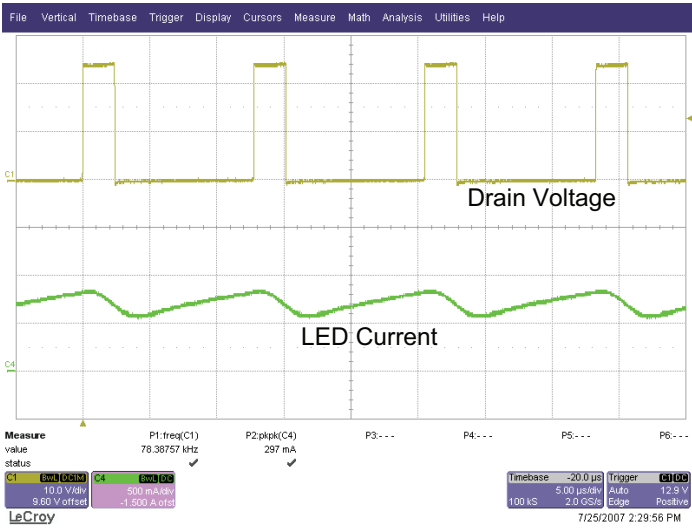 File Vertical Timebase Trigger Display Cursors Measure Math Analysis Utilities Help
C1
Drain Voltage
LED Current
C4
Measure P1:freq(C1) P2:pkpk(C4) P3:- - - P4:- - - P5:- - - P6:- - -
value 78.38757 kHz 297 mA
status
C1 BwL DC1M C4 BwL DC Timebase -20.0 µs Trigger C1 DC
10.0 V/div 500 mA/div 5.00 µs/div Auto 12.9 V
9.60 V offset -1.500 A ofst 100 kS 2.0 GS/s Edge Positive
LeCroy 7/25/2007 2:29:56 PM